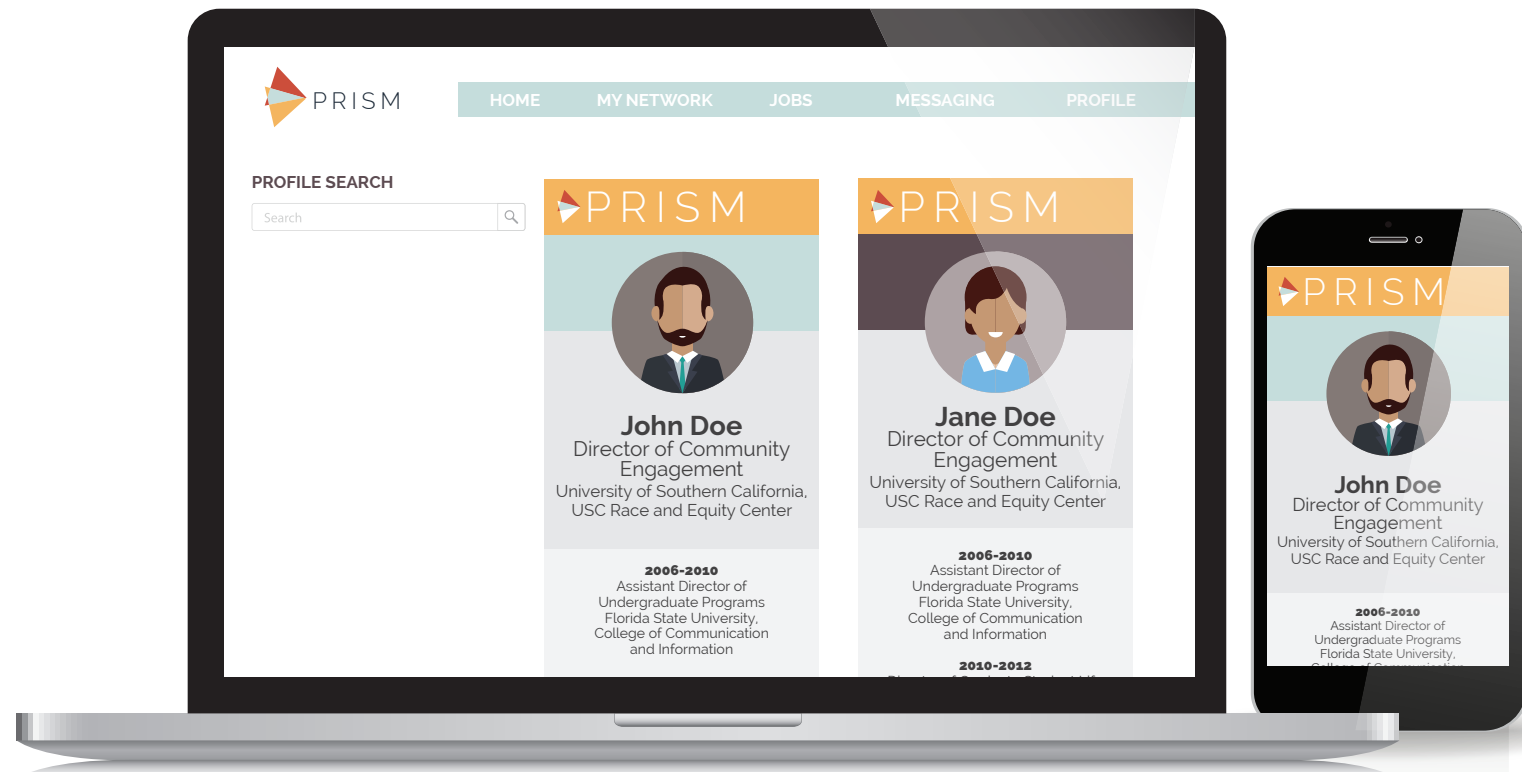 PRISM
HOME MY NETWORK JOBS MESSAGING PROFILE
PROFILE SEARCH
Search
PRISM
John Doe
Director of Community
Engagement
University of Southern California,
USC Race and Equity Center
2006-2010
Assistant Director of
Undergraduate Programs
Florida State University,
College of Communication
and Information
PRISM
Jane Doe
Director of Community
Engagement
University of Southern California,
USC Race and Equity Center
2006-2010
Assistant Director of
Undergraduate Programs
Florida State University,
College of Communication
and Information
2010-2012
PRISM
John Doe
Director of Community
Engagement
University of Southern California,
USC Race and Equity Center
2006-2010
Assistant Director of
Undergraduate Programs
Florida State University,
College of Communication